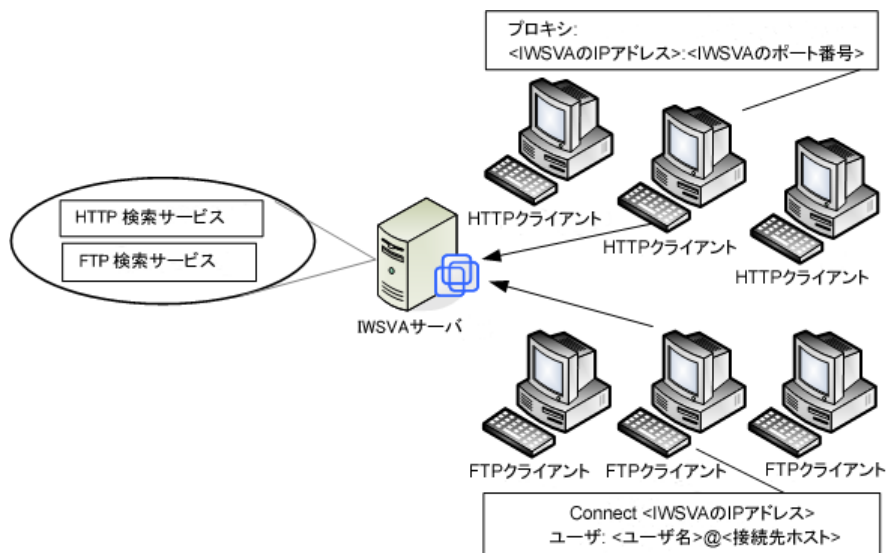 プロキシ:
<IWSVAのIPアドレス>:<IWSVAのポート番号>
HTTPクライアント
HTTPクライアント
HTTPクライアント
HTTP 検索サービス
FTP 検索サービス
IWSVAサーバ
FTPクライアント
FTPクライアント
FTPクライアント
Connect <IWSVAのIPアドレス>
ユーザ: <ユーザ名>@<接続先ホスト>